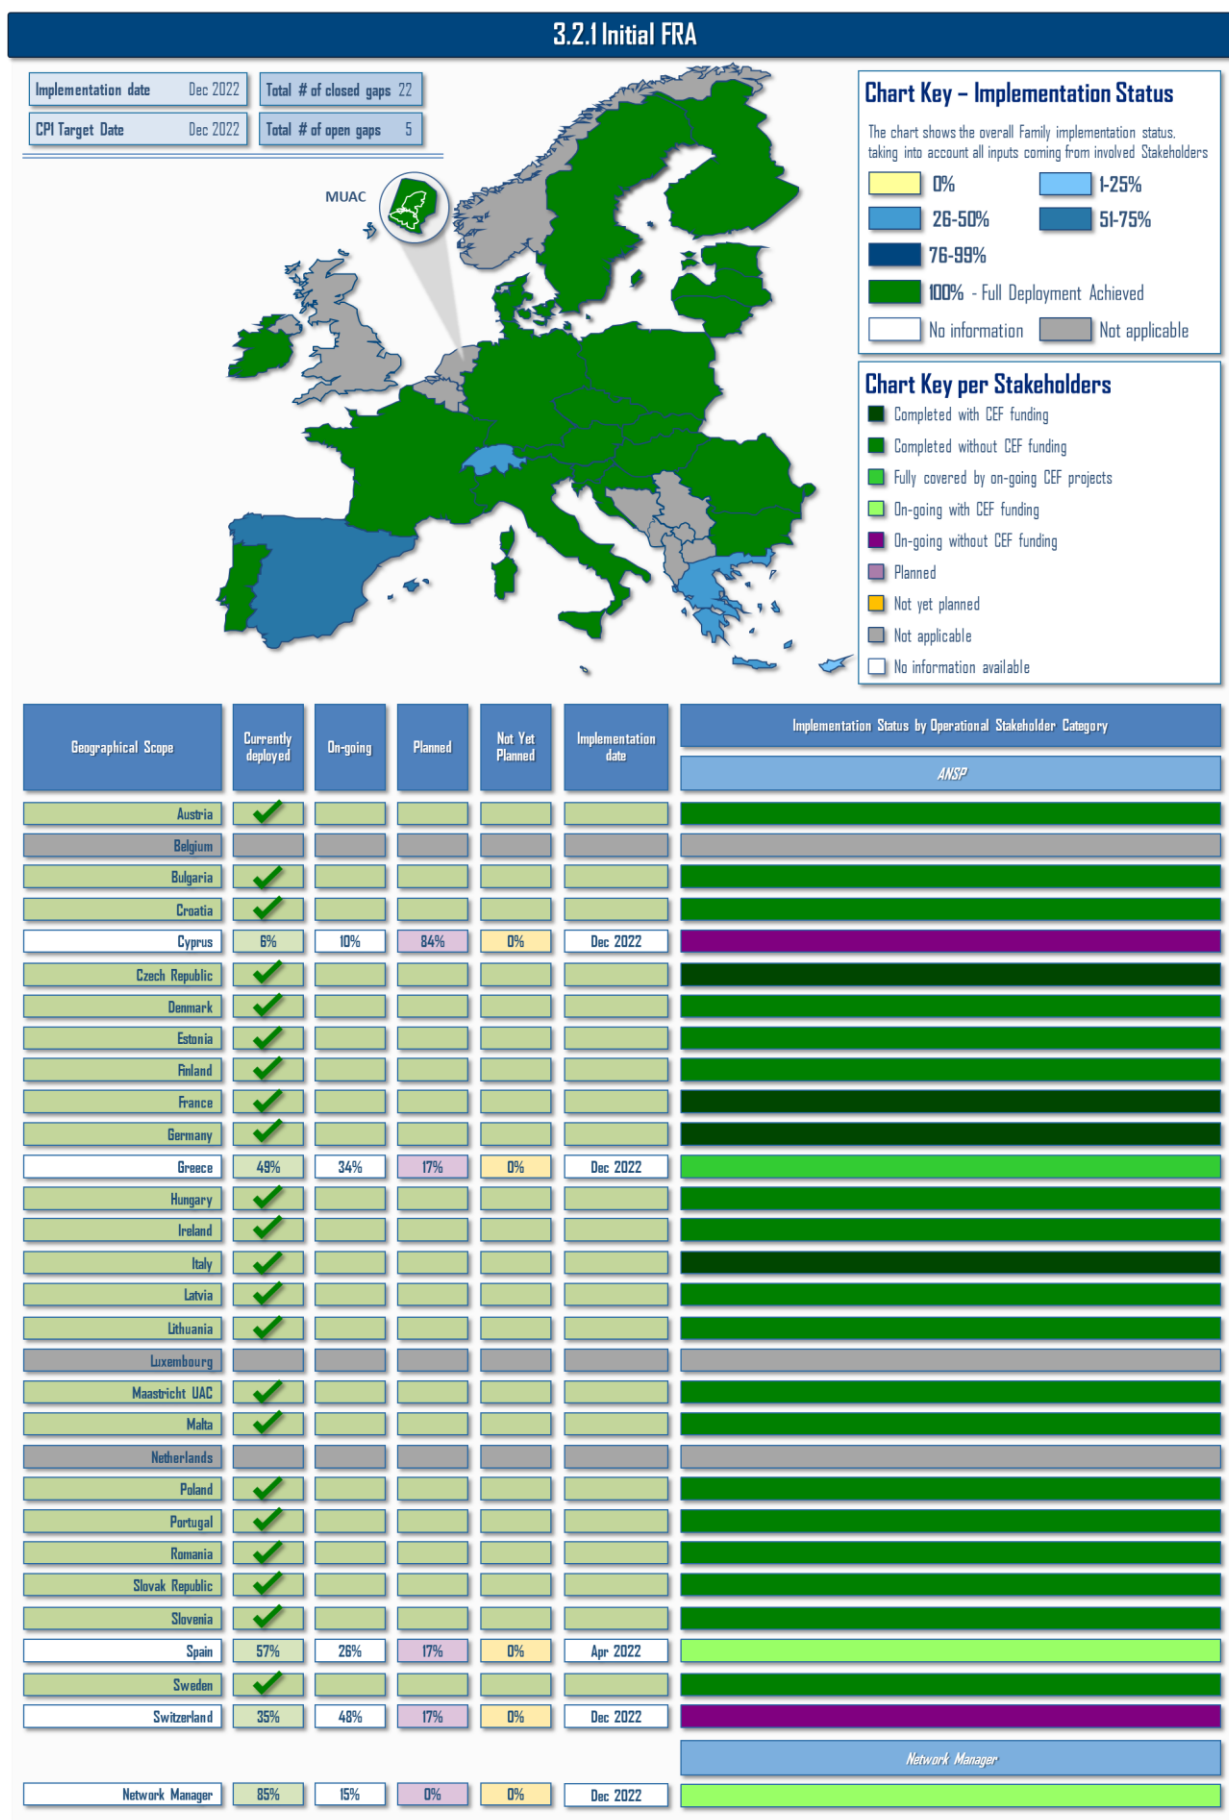 3.2.1 Initial FRA
Implementation date Dec 2022
Total # of closed gaps 22
CP1 Target Date Dec 2022
Total # of open gaps 5
MUAC
Chart Key – Implementation Status
The chart shows the overall Family implementation status,
taking into account all inputs coming from involved Stakeholders
0% 1-25%
26-50% 51-75%
76-99%
100% - Full Deployment Achieved
No information Not applicable
Chart Key per Stakeholders
Completed with CEF funding
Completed without CEF funding
Fully covered by on-going CEF projects
On-going with CEF funding
On-going without CEF funding
Planned
Not yet planned
Not applicable
No information available
Geographical Scope
Currently
deployed
On-going
Planned
Not Yet
Planned
Implementation
date
Implementation Status by Operational Stakeholder Category
ANSP
Austria
Belgium
Bulgaria
Croatia
Cyprus 6% 10% 84% 0% Dec 2022
Czech Republic
Denmark
Estonia
Finland
France
Germany
Greece 49% 34% 17% 0% Dec 2022
Hungary
Ireland
Italy
Latvia
Lithuania
Luxembourg
Maastricht UAC
Malta
Netherlands
Poland
Portugal
Romania
Slovak Republic
Slovenia
Spain 57% 26% 17% 0% Apr 2022
Sweden
Switzerland 35% 48% 17% 0% Dec 2022
Network Manager
Network Manager 85% 15% 0% 0% Dec 2022